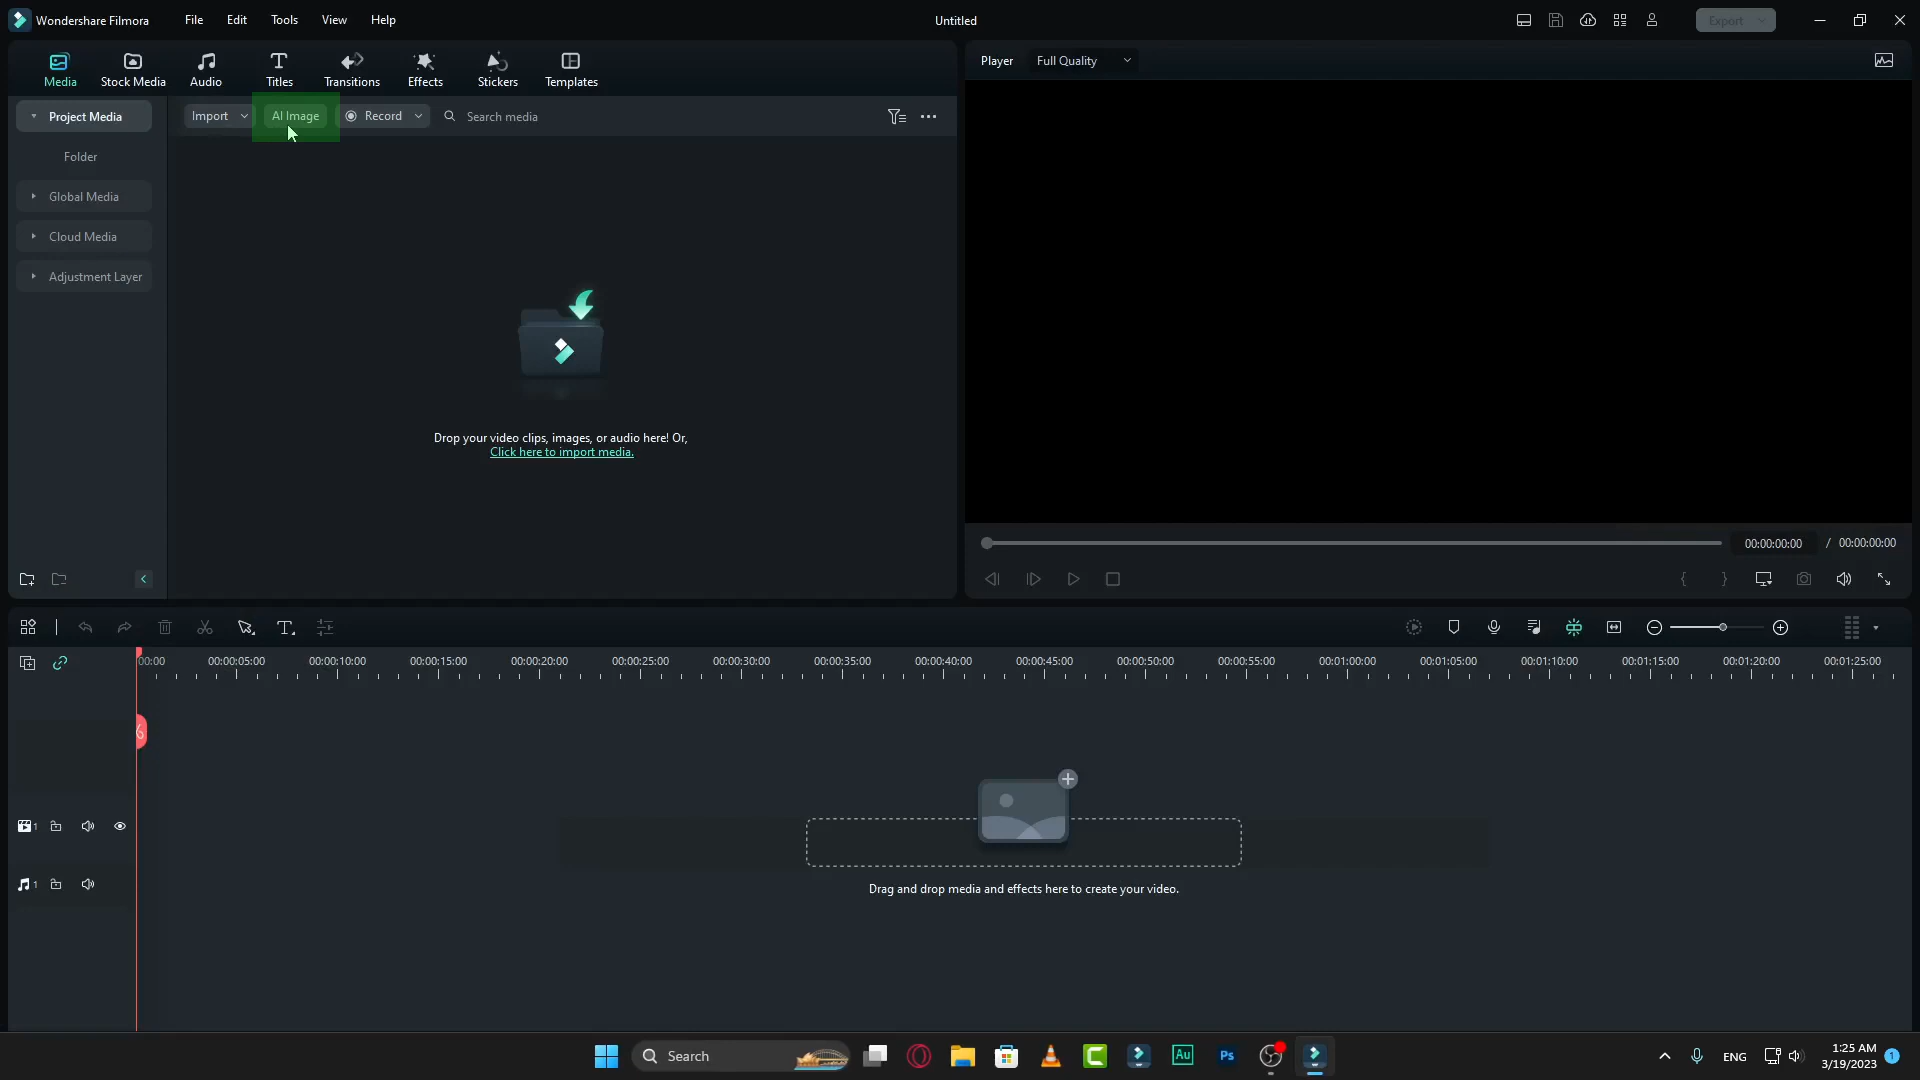 Wondershare Filmora
File
Edit
Tools
View
Help
Untitled
Export
Media
Stock Media
Audio
Titles
Transitions
Effects
Stickers
Templates
Player
Full Quality
Project Media
Import
AI Image
Record
Search media
Folder
Global Media
Cloud Media
Adjustment Layer
Drop your video clips, images, or audio here! Or,
Click here to import media.
00:00:00:00 / 00:00:00:00
00:00
00:00:05:00
00:00:10:00
00:00:15:00
00:00:20:00
00:00:25:00
00:00:30:00
00:00:35:00
00:00:40:00
00:00:45:00
00:00:50:00
00:00:55:00
00:01:00:00
00:01:05:00
00:01:10:00
00:01:15:00
00:01:20:00
00:01:25:00
1
1
Drag and drop media and effects here to create your video.
Search
Au
Ps
ENG
1:25 AM
3/19/2023
1